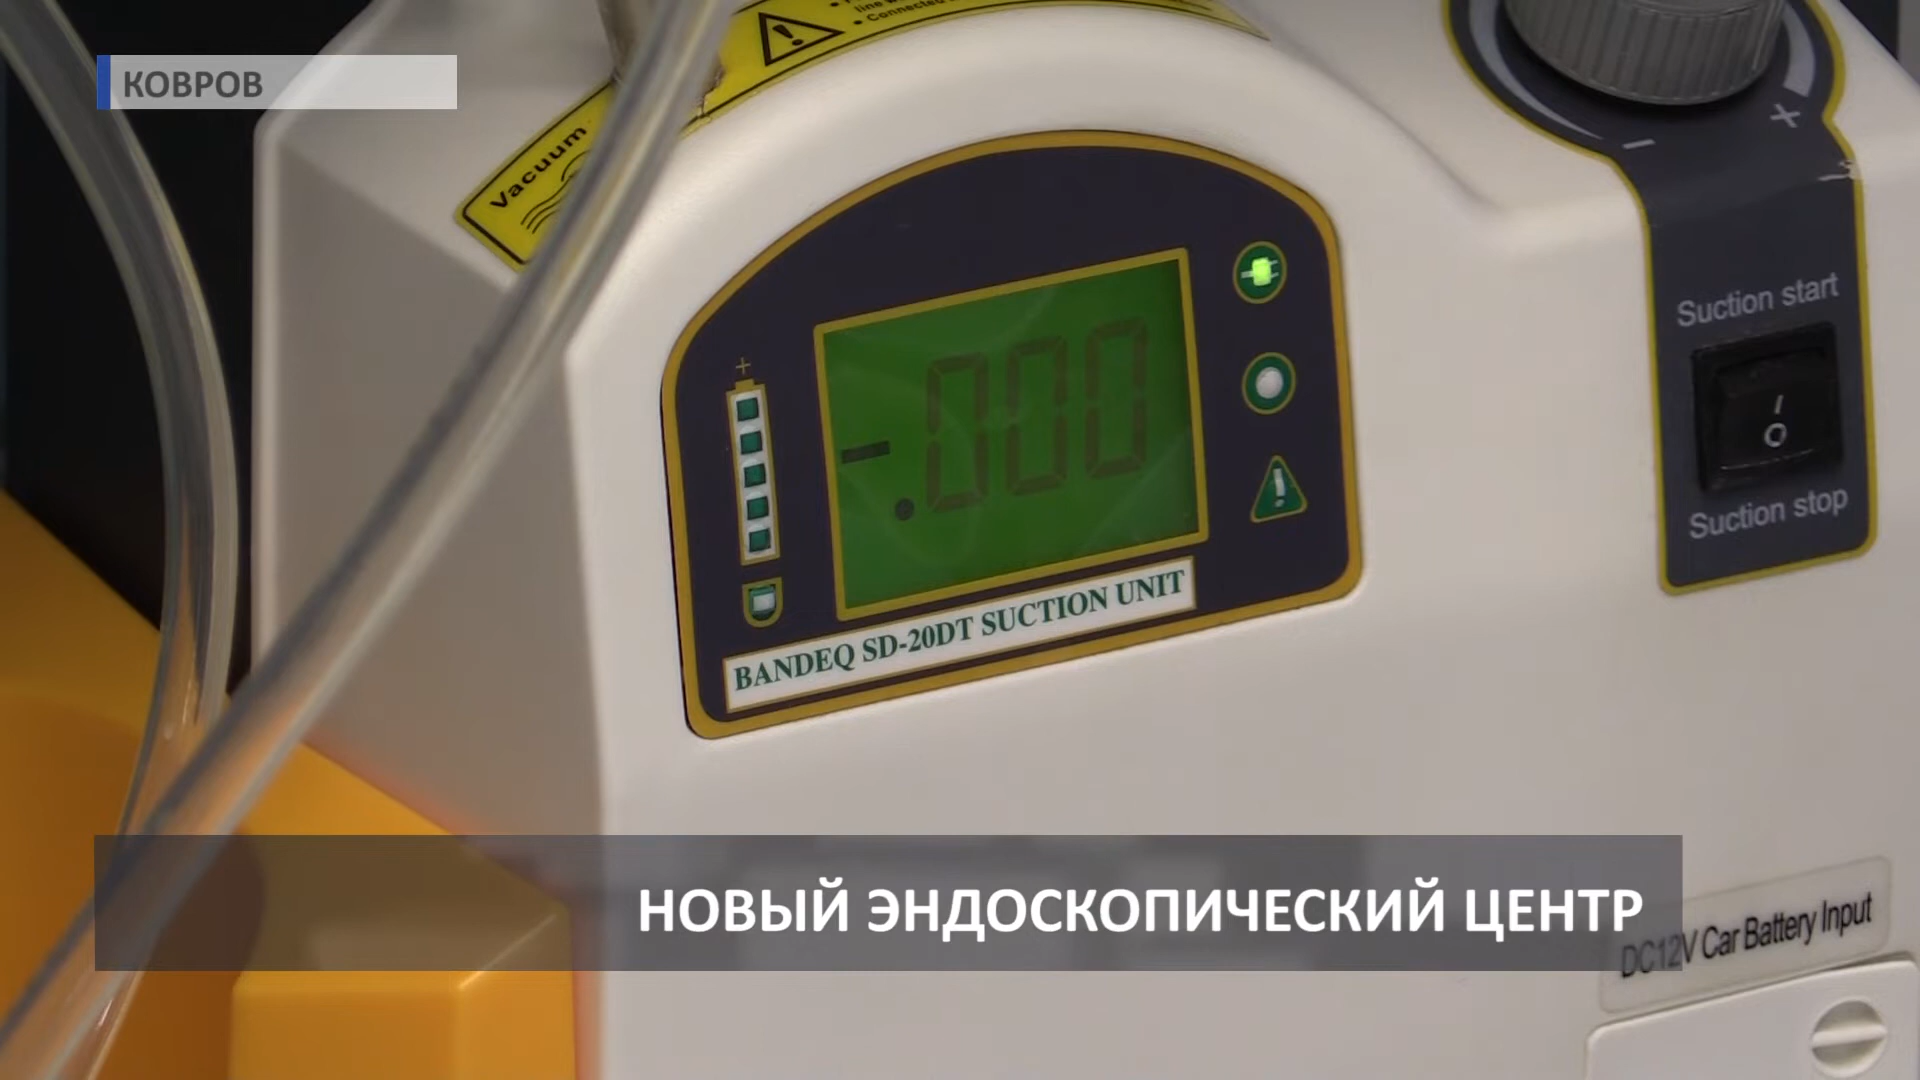 КОВРОВ
Vacuum
• Connected
Suction start
Suction stop
-.000
BANDEQ SD-20DT SUCTION UNIT
НОВЫЙ ЭНДОСКОПИЧЕСКИЙ ЦЕНТР
DC12V Car Battery Input